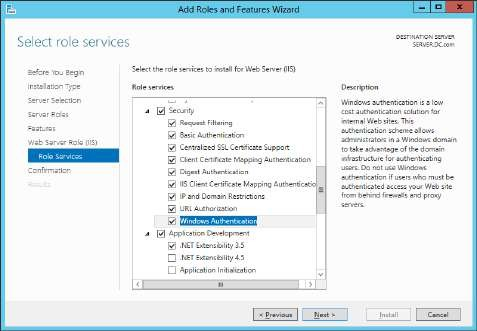 Add Roles and Features Wizard
Select role services
DESTINATION SERVER
SERVER.DC.com
Before You Begin
Installation Type
Server Selection
Server Roles
Features
Web Server Role (IIS)
Role Services
Confirmation
Results
Select the role services to install for Web Server (IIS)
Role services
Security
Request Filtering
Basic Authentication
Centralized SSL Certificate Support
Client Certificate Mapping Authentication
Digest Authentication
IIS Client Certificate Mapping Authenticatio
IP and Domain Restrictions
URL Authorization
Windows Authentication
Application Development
.NET Extensibility 3.5
.NET Extensibility 4.5
Application Initialization
Description
Windows authentication is a low
cost authentication solution for
internal Web sites. This
authentication scheme allows
administrators in a Windows domain
to take advantage of the domain
infrastructure for authenticating
users. Do not use Windows
authentication if users who must be
authenticated access your Web site
from behind firewalls and proxy
servers.
< Previous
Next >
Install
Cancel